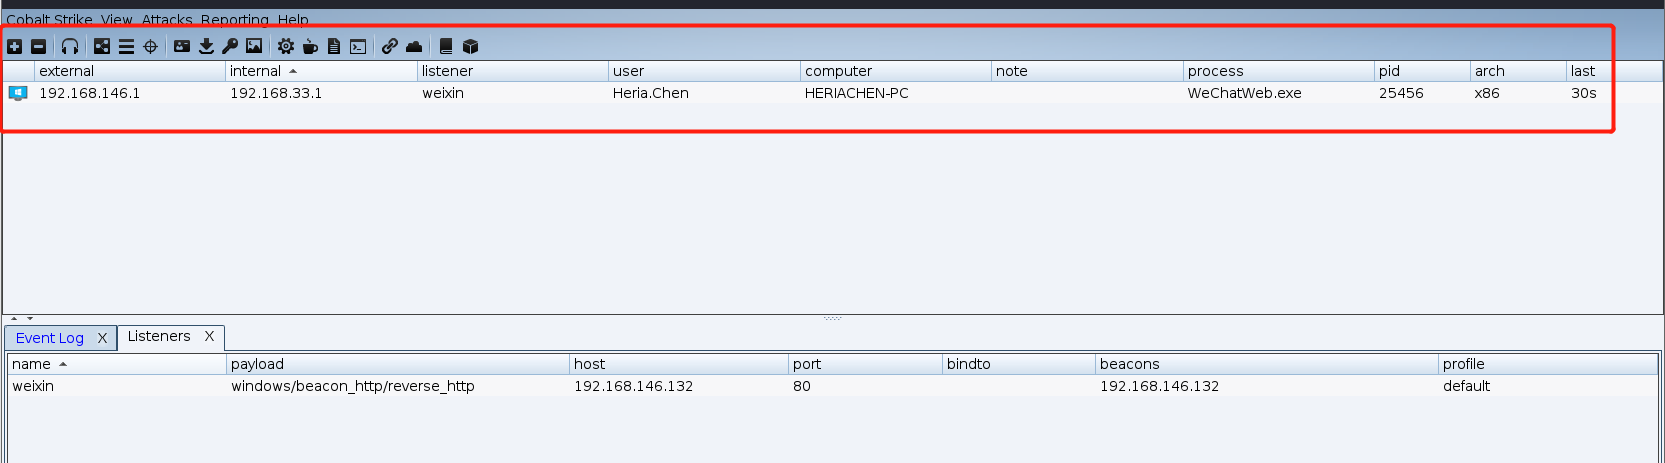 Cobalt Strike View Attacks Reporting Help
external internal listener user computer note process pid arch last
192.168.146.1 192.168.33.1 weixin Heria.Chen HERIACHEN-PC WeChatWeb.exe 25456 x86 30s
Event Log X Listeners X
name payload host port bindto beacons profile
weixin windows/beacon_http/reverse_http 192.168.146.132 80 192.168.146.132 default